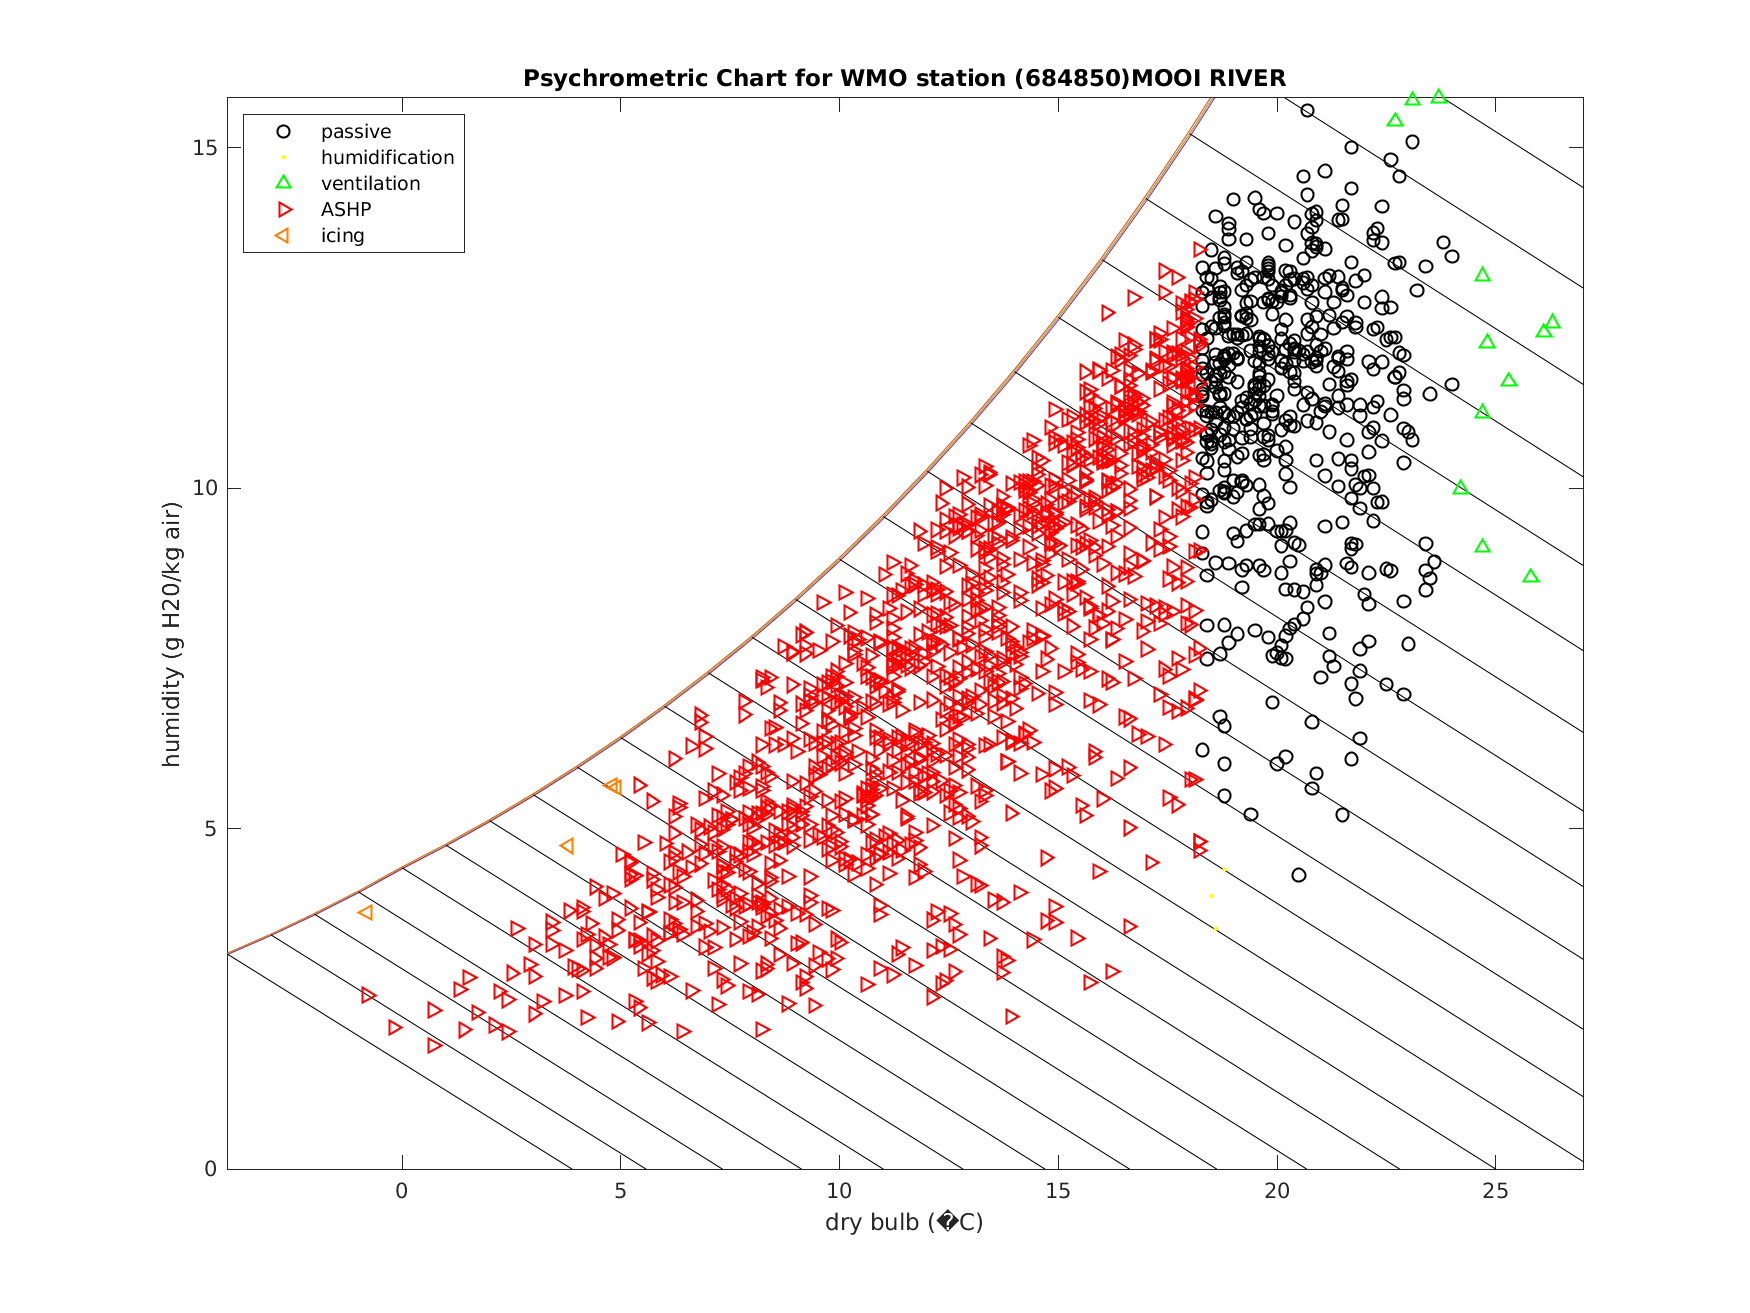 Psychrometric Chart for WMO station (684850)MOOI RIVER
passive
humidification
ventilation
ASHP
icing
15
10
5
0
humidity (g H20/kg air)
0 5 10 15 20 25
dry bulb (�C)